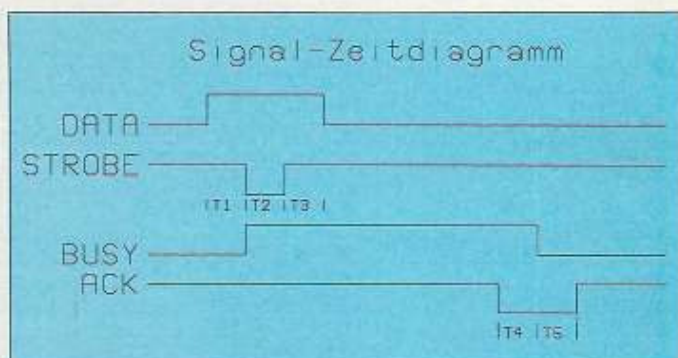 Signal-Zeitdiagramm
DATA
STROBE
T1 T2 T3
BUSY
ACK
T4 T5